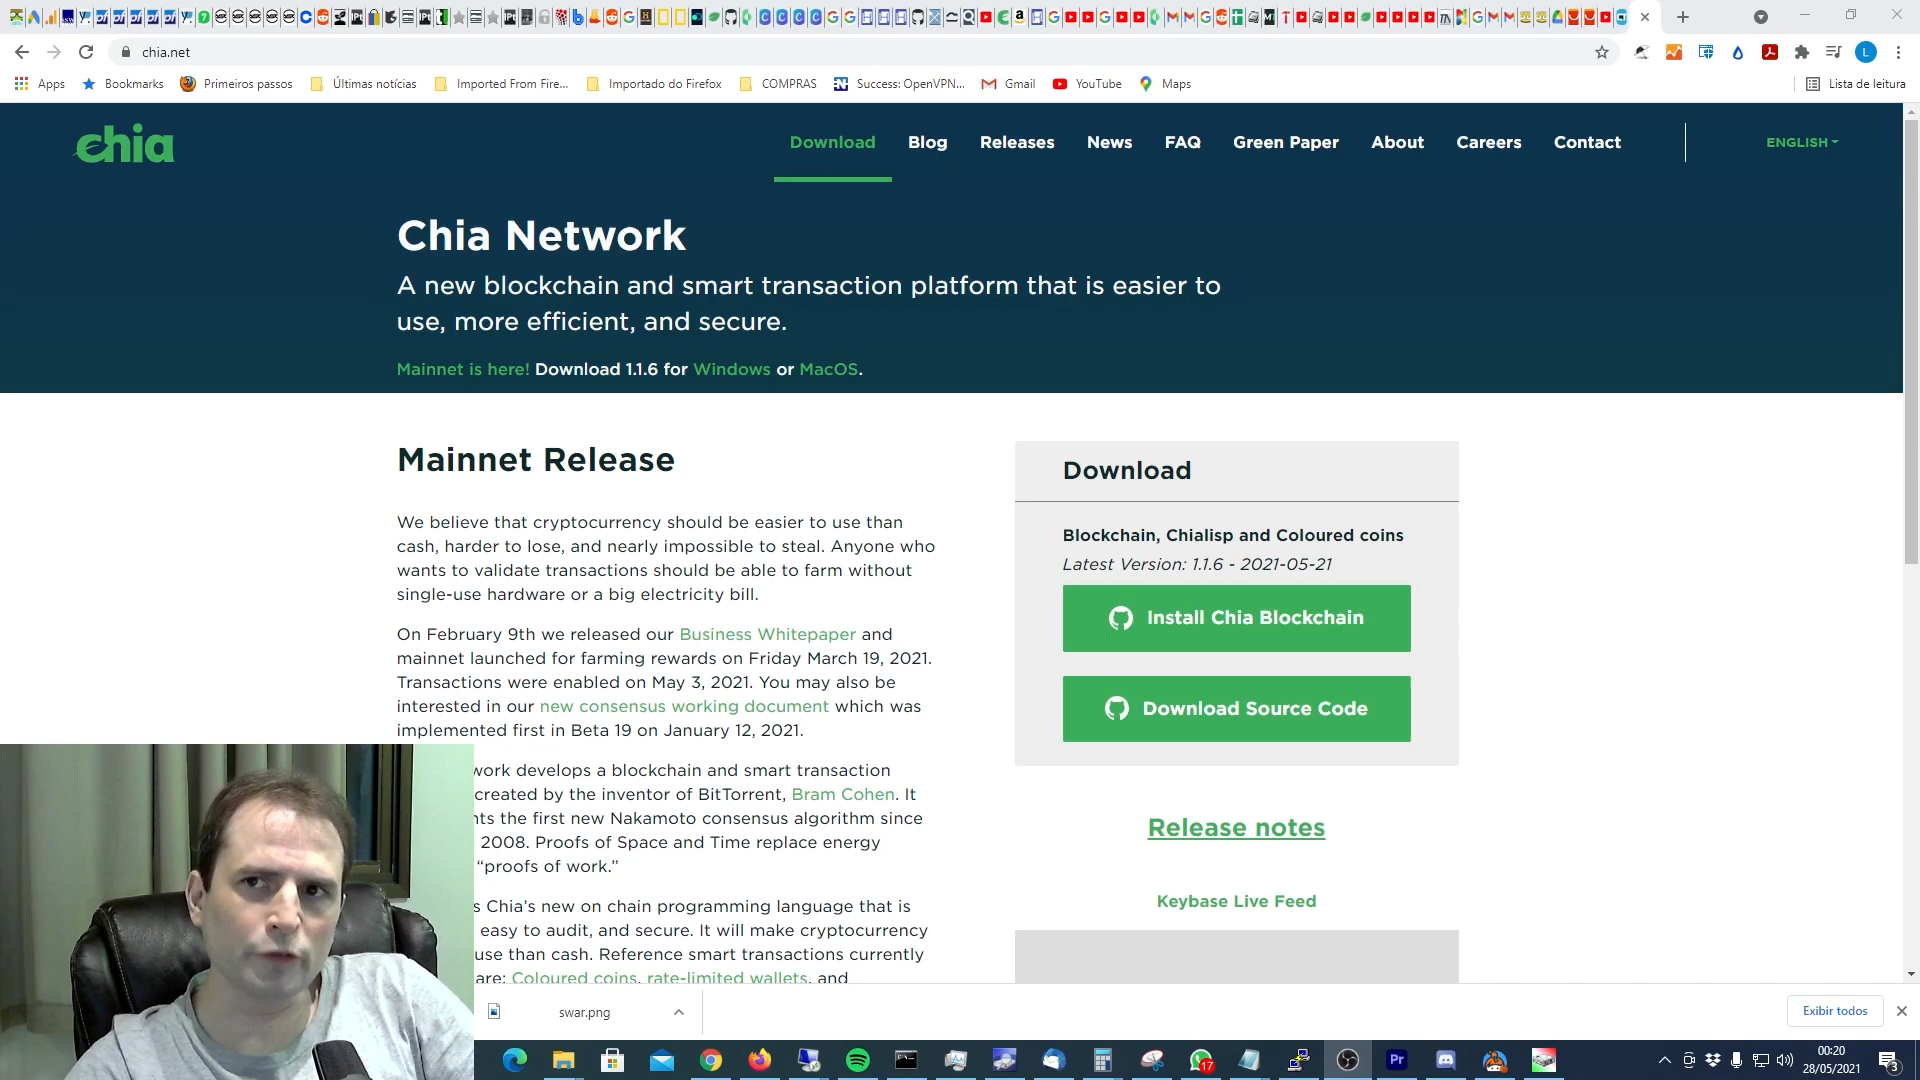 chia.net
Apps
Bookmarks
Primeiros passos
Últimas notícias
Imported From Fire...
Importado do Firefox
COMPRAS
Success: OpenVPN...
Gmail
YouTube
Maps
Lista de leitura
chia
Download
Blog
Releases
News
FAQ
Green Paper
About
Careers
Contact
ENGLISH
Chia Network
A new blockchain and smart transaction platform that is easier to
use, more efficient, and secure.
Mainnet is here! Download 1.1.6 for Windows or MacOS.
Mainnet Release
We believe that cryptocurrency should be easier to use than
cash, harder to lose, and nearly impossible to steal. Anyone who
wants to validate transactions should be able to farm without
single-use hardware or a big electricity bill.
On February 9th we released our Business Whitepaper and
mainnet launched for farming rewards on Friday March 19, 2021.
Transactions were enabled on May 3, 2021. You may also be
interested in our new consensus working document which was
implemented first in Beta 19 on January 12, 2021.
work develops a blockchain and smart transaction
created by the inventor of BitTorrent, Bram Cohen. It
nts the first new Nakamoto consensus algorithm since
2008. Proofs of Space and Time replace energy
"proofs of work."
s Chia's new on chain programming language that is
easy to audit, and secure. It will make cryptocurrency
use than cash. Reference smart transactions currently
are: Coloured coins, rate-limited wallets, and
Download
Blockchain, Chialisp and Coloured coins
Latest Version: 1.1.6 - 2021-05-21
Install Chia Blockchain
Download Source Code
Release notes
Keybase Live Feed
swar.png
Exibir todos
17
Pr
00:20
28/05/2021
3